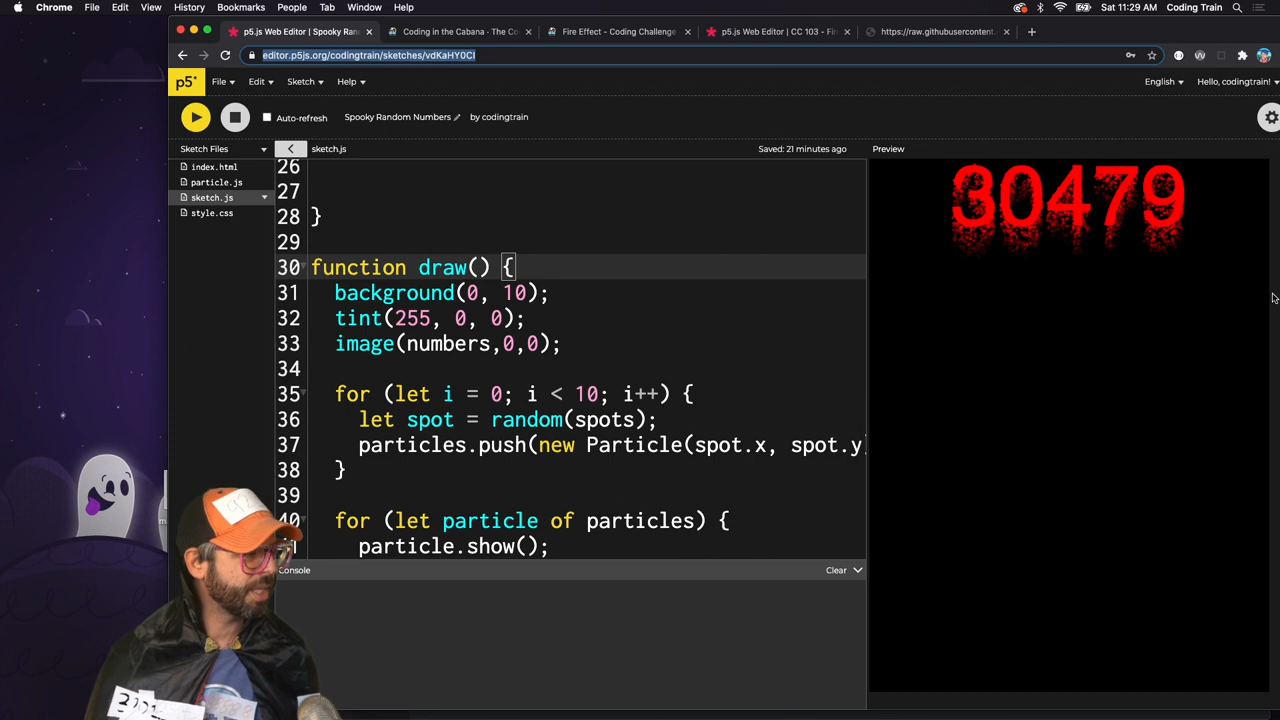 Chrome File Edit View History Bookmarks People Tab Window Help Sat 11:29 AM Coding Train
p5.js Web Editor | Spooky Ran
Coding in the Cabana - The Co
Fire Effect - Coding Challenge
p5.js Web Editor | CC 103 - Fi
https://raw.githubusercontent.
editor.p5js.org/codingtrain/sketches/vdKaHY0CI
p5* File Edit Sketch Help English Hello, codingtrain!
Auto-refresh Spooky Random Numbers by codingtrain
Sketch Files sketch.js Saved: 21 minutes ago Preview
index.html
particle.js
sketch.js
style.css
26
27
28 }
29
30 function draw() {
31 background(0, 10);
32 tint(255, 0, 0);
33 image(numbers,0,0);
34
35 for (let i = 0; i < 10; i++) {
36 let spot = random(spots);
37 particles.push(new Particle(spot.x, spot.y)
38 }
39
40 for (let particle of particles) {
41 particle.show();
Console Clear
30479